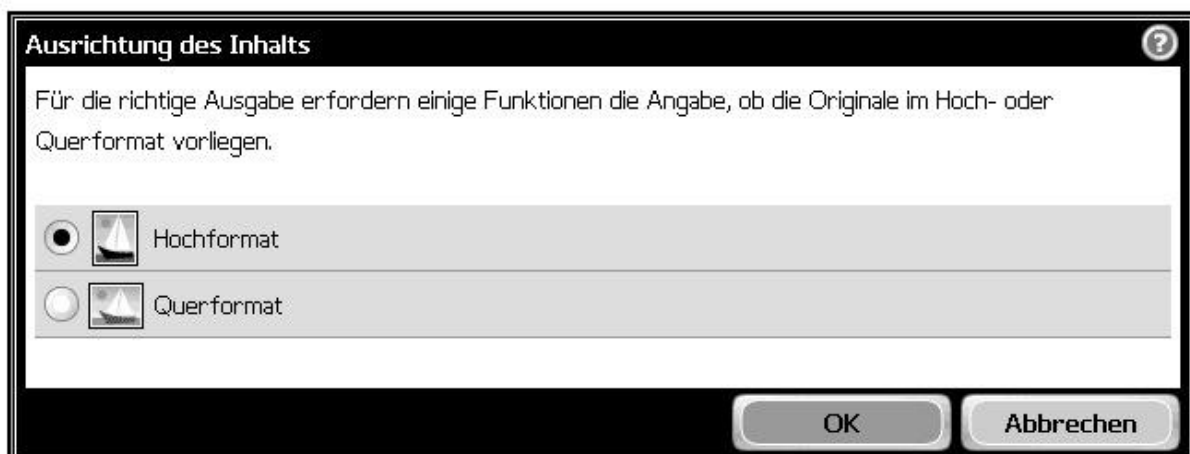 Ausrichtung des Inhalts
?
Für die richtige Ausgabe erfordern einige Funktionen die Angabe, ob die Originale im Hoch- oder
Querformat vorliegen.
Hochformat
Querformat
OK
Abbrechen